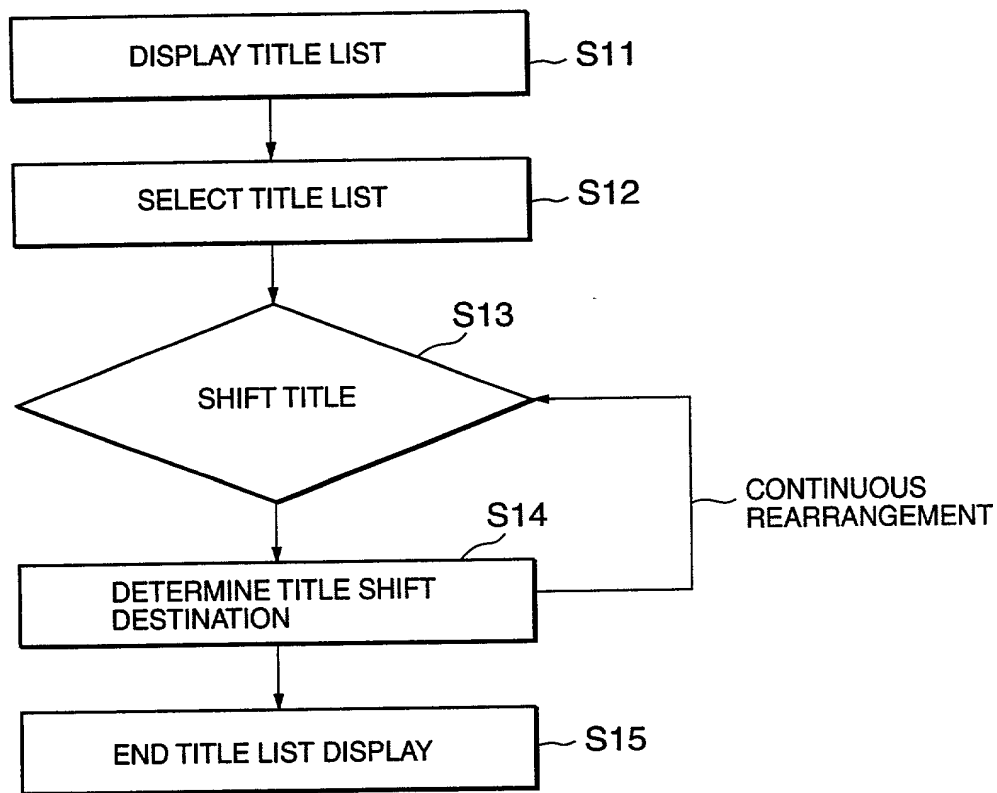 DISPLAY TITLE LIST
S11
SELECT TITLE LIST
S12
S13
SHIFT TITLE
CONTINUOUS
REARRANGEMENT
S14
DETERMINE TITLE SHIFT
DESTINATION
END TITLE LIST DISPLAY
S15